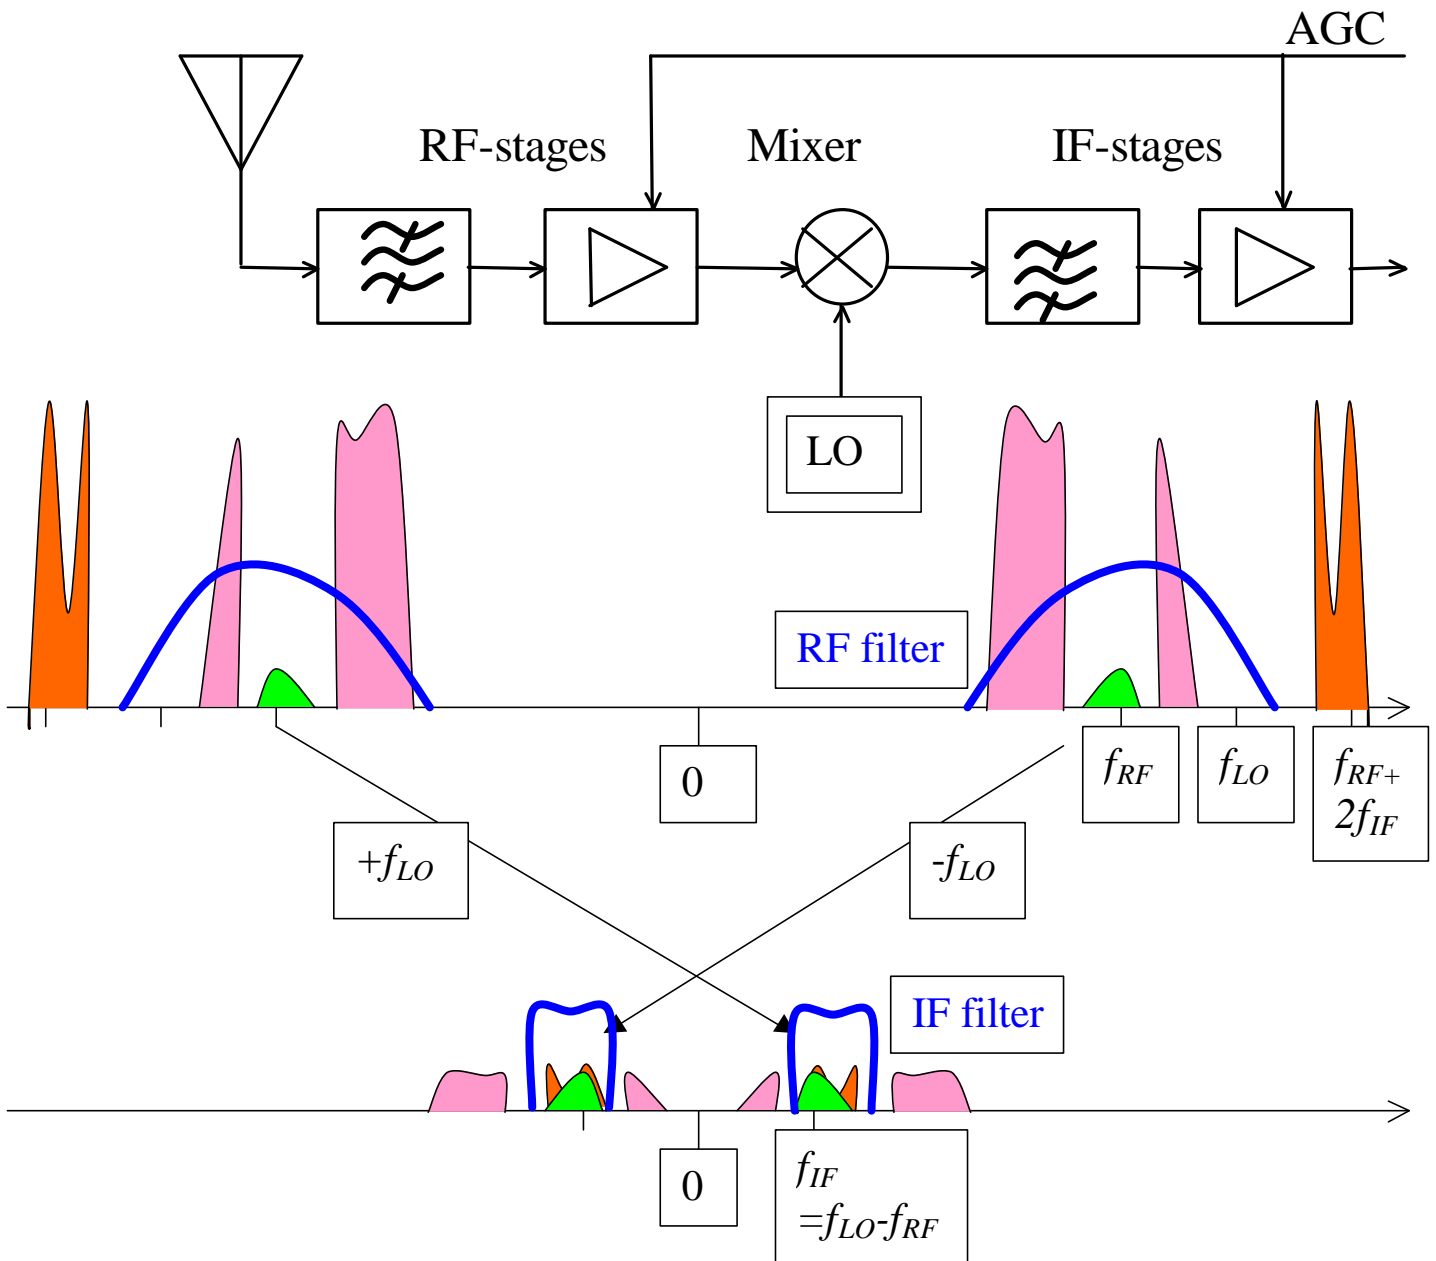 AGC
RF-stages
Mixer
IF-stages
LO
RF filter
0
fRF
fLO
fRF+
2fIF
+fLO
-fLO
IF filter
0
fIF
=fLO-fRF